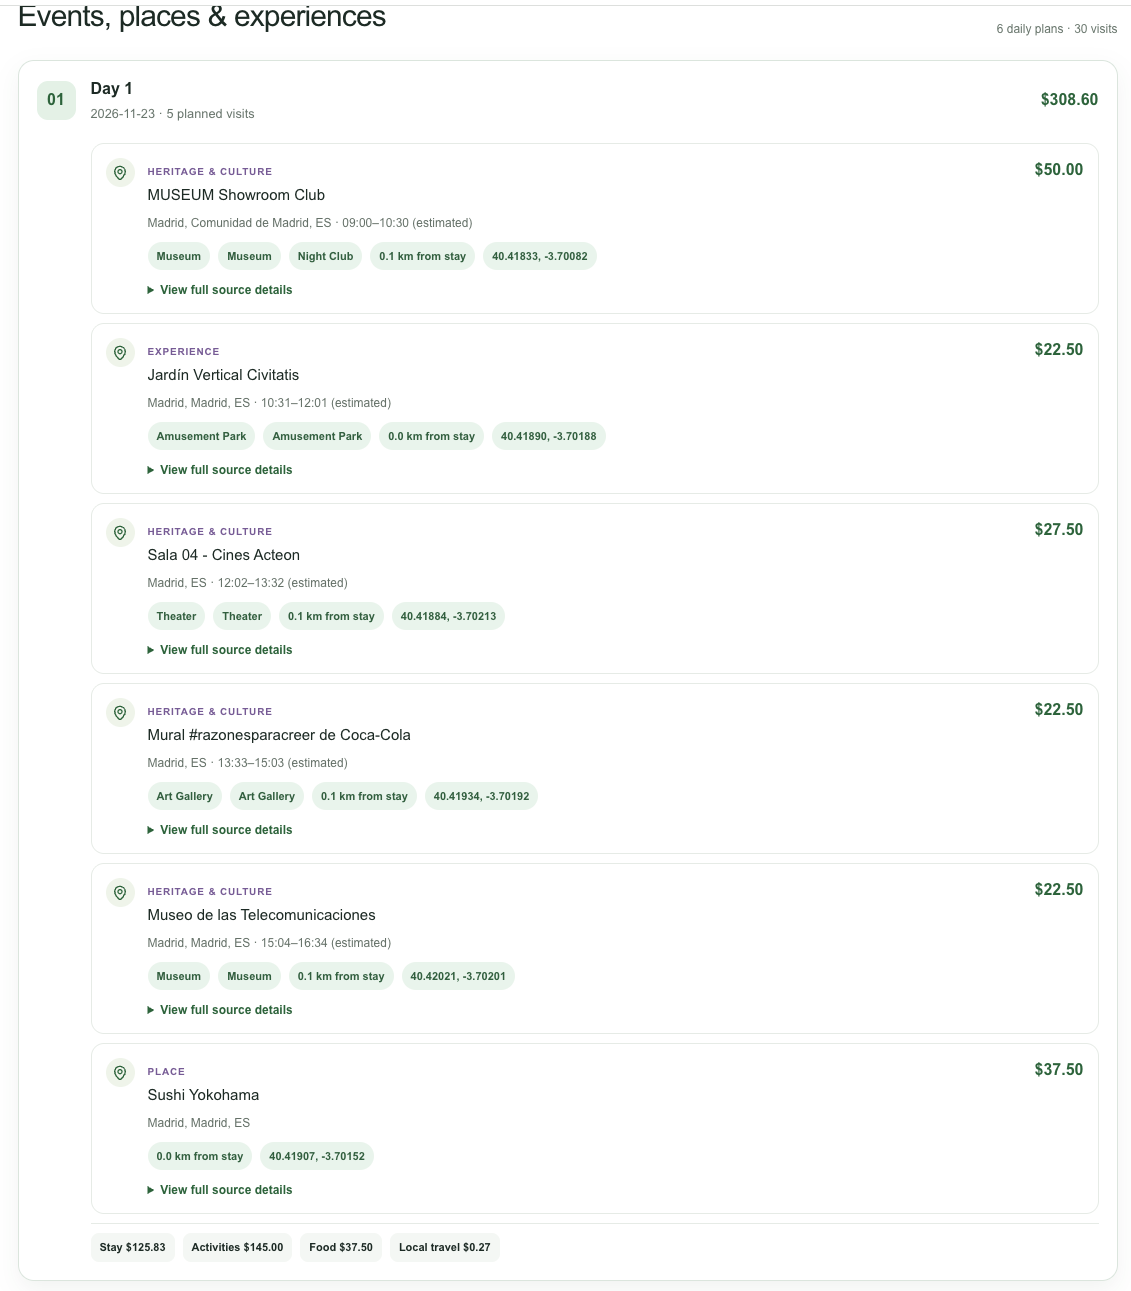 Events, places & experiences
6 daily plans · 30 visits
01
Day 1
2026-11-23 · 5 planned visits
$308.60
HERITAGE & CULTURE
$50.00
MUSEUM Showroom Club
Madrid, Comunidad de Madrid, ES · 09:00–10:30 (estimated)
Museum Museum Night Club 0.1 km from stay 40.41833, -3.70082
▶ View full source details
EXPERIENCE
$22.50
Jardín Vertical Civitatis
Madrid, Madrid, ES · 10:31–12:01 (estimated)
Amusement Park Amusement Park 0.0 km from stay 40.41890, -3.70188
▶ View full source details
HERITAGE & CULTURE
$27.50
Sala 04 - Cines Acteon
Madrid, ES · 12:02–13:32 (estimated)
Theater Theater 0.1 km from stay 40.41884, -3.70213
▶ View full source details
HERITAGE & CULTURE
$22.50
Mural #razonesparacreer de Coca-Cola
Madrid, ES · 13:33–15:03 (estimated)
Art Gallery Art Gallery 0.1 km from stay 40.41934, -3.70192
▶ View full source details
HERITAGE & CULTURE
$22.50
Museo de las Telecomunicaciones
Madrid, Madrid, ES · 15:04–16:34 (estimated)
Museum Museum 0.1 km from stay 40.42021, -3.70201
▶ View full source details
PLACE
$37.50
Sushi Yokohama
Madrid, Madrid, ES
0.0 km from stay 40.41907, -3.70152
▶ View full source details
Stay $125.83 Activities $145.00 Food $37.50 Local travel $0.27